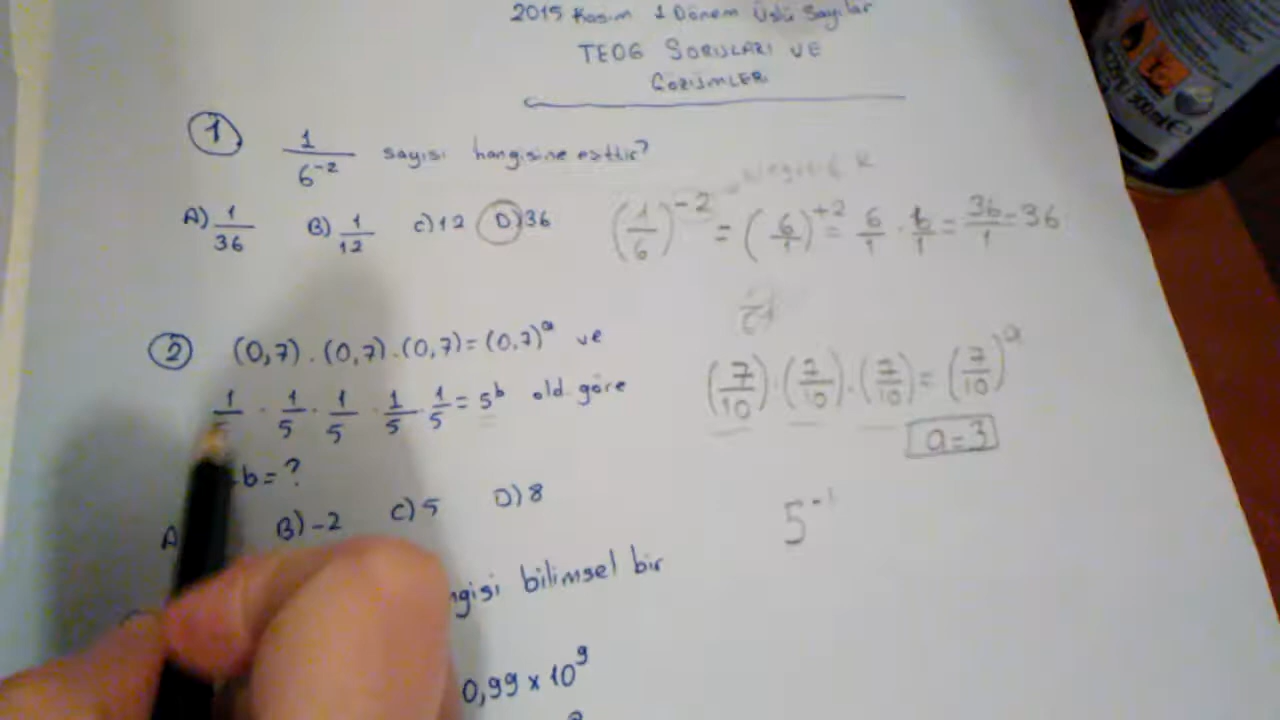 2015 Kasım 1 Dönem Üslü Sayılar
TEOG SORULARI VE
ÇÖZÜMLERİ
1 1/6⁻² sayısı hangisine eşittir?
A) 1/36 B) 1/12 C) 12 D) 36
(1/6)⁻² = (6/1)⁺² = 6/1 . 6/1 = 36/1 = 36
2 (0,7) . (0,7) . (0,7) = (0,7)ᵃ ve
1/5 . 1/5 . 1/5 . 1/5 . 1/5 = 5ᵇ old. göre
b = ?
A B) -2 C) 5 D) 8
(7/10) . (7/10) . (7/10) = (7/10)ᵃ
a = 3
5⁻¹
ngisi bilimsel bir
0,99 x 10⁹
300ml